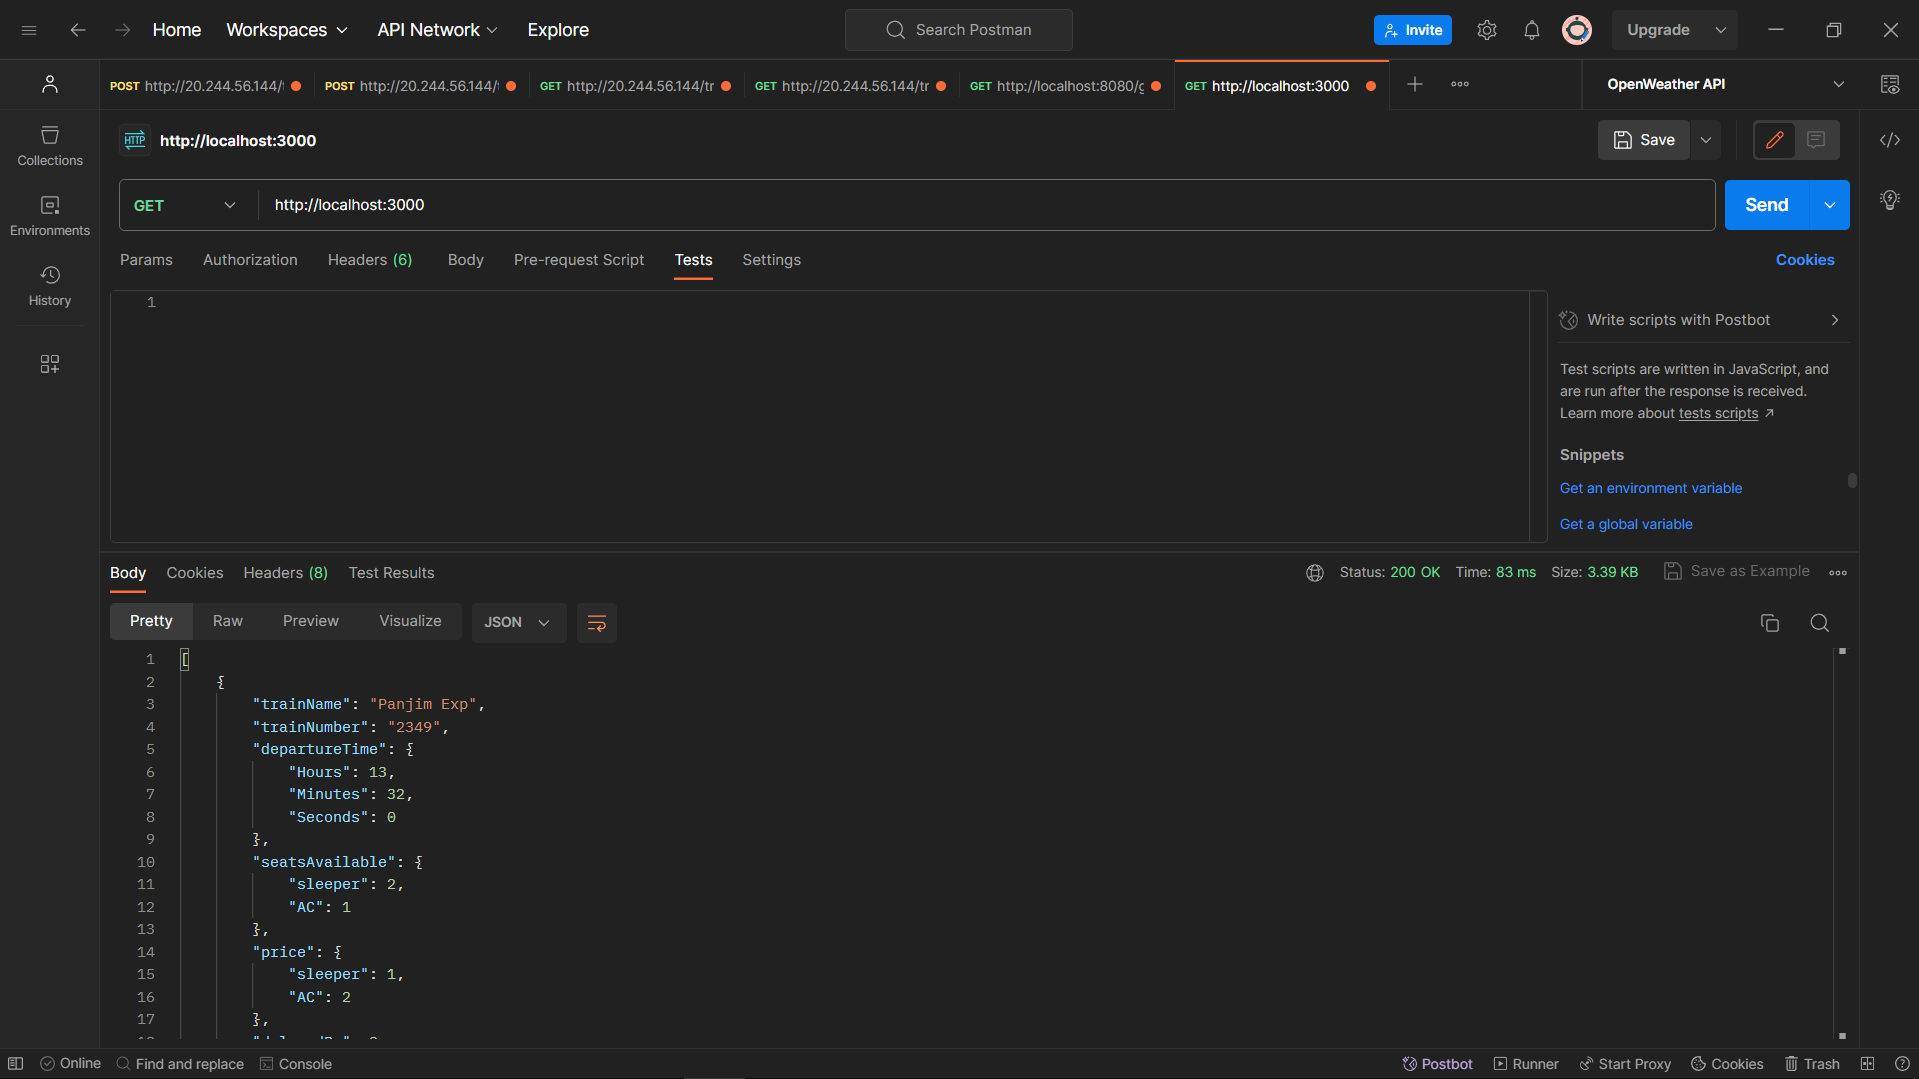 Home Workspaces API Network Explore Search Postman Invite Upgrade
POST http://20.244.56.144/t POST http://20.244.56.144/t GET http://20.244.56.144/tr GET http://20.244.56.144/tr GET http://localhost:8080/g GET http://localhost:3000 OpenWeather API
HTTP http://localhost:3000 Save
Collections
GET http://localhost:3000 Send
Environments
Params Authorization Headers (6) Body Pre-request Script Tests Settings Cookies
History
1
Write scripts with Postbot
Test scripts are written in JavaScript, and
are run after the response is received.
Learn more about tests scripts
Snippets
Get an environment variable
Get a global variable
Body Cookies Headers (8) Test Results Status: 200 OK Time: 83 ms Size: 3.39 KB Save as Example
Pretty Raw Preview Visualize JSON
1 [
2 {
3 "trainName": "Panjim Exp",
4 "trainNumber": "2349",
5 "departureTime": {
6 "Hours": 13,
7 "Minutes": 32,
8 "Seconds": 0
9 },
10 "seatsAvailable": {
11 "sleeper": 2,
12 "AC": 1
13 },
14 "price": {
15 "sleeper": 1,
16 "AC": 2
17 },
Online Find and replace Console Postbot Runner Start Proxy Cookies Trash